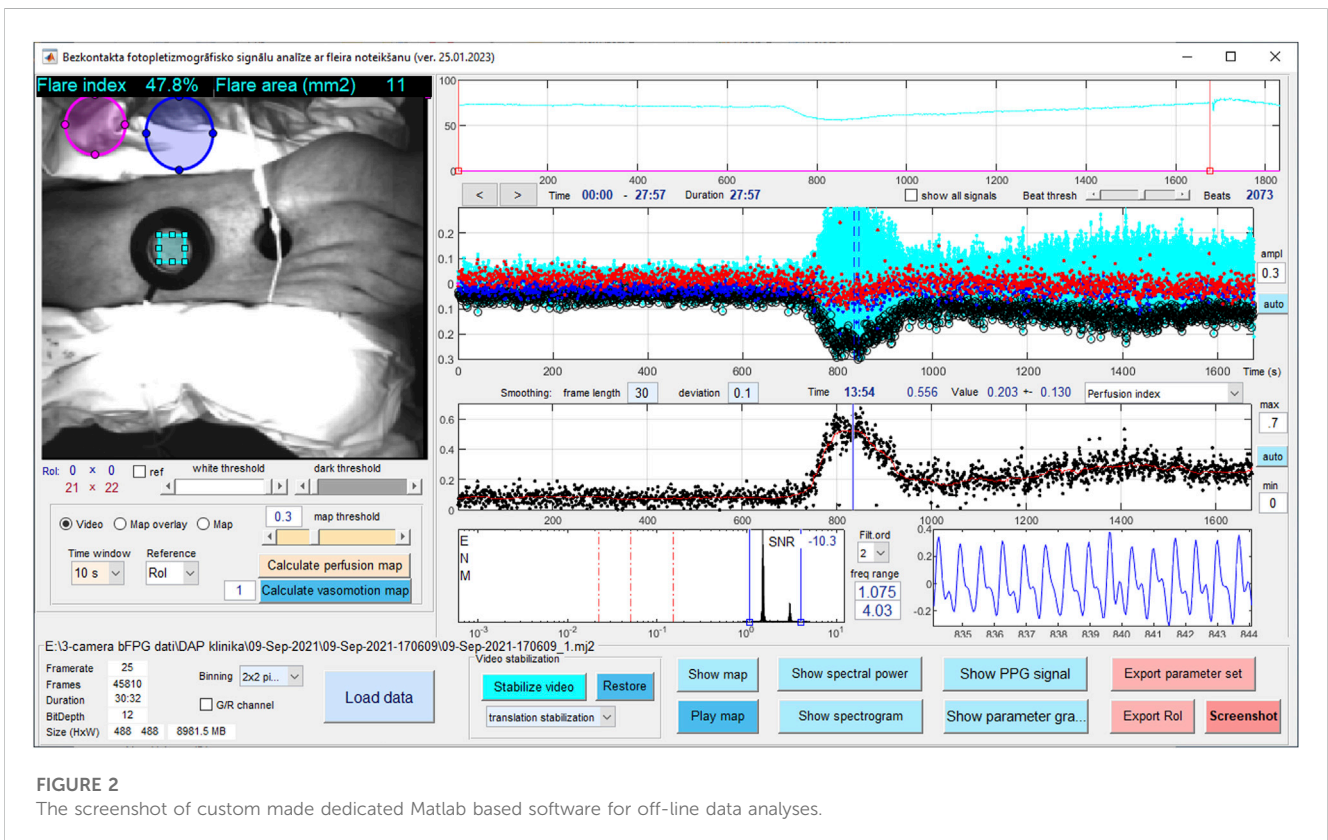 Bezkontakta fotopletizmogrāfisko signālu analīze ar fleira noteikšanu (ver. 25.01.2023)
Flare index 47.8% Flare area (mm2) 11
100
50
0
200 400 600 800 1000 1200 1400 1600 1800
< > Time 00:00 - 27:57 Duration 27:57 show all signals Beat thresh Beats 2073
0.2
0.1
0
0.1
0.2
0.3
ampl
0.3
auto
0 200 400 600 800 1000 1200 1400 1600 Time (s)
Smoothing: frame length 30 deviation 0.1 Time 13:54 0.556 Value 0.203 +- 0.130 Perfusion index
max
.7
auto
min
0
0.6
0.4
0.2
0
200 400 600 800 1000 1200 1400 1600
RoI: 0 x 0 ref white threshold dark threshold
21 x 22
Video Map overlay Map 0.3 map threshold
Time window Reference
10 s RoI Calculate perfusion map
1 Calculate vasomotion map
E
N
M
SNR -10.3
10-3 10-2 10-1 100 101
Filt.ord
2
freq range
1.075
4.03
0.4
0.2
0
-0.2
835 836 837 838 839 840 841 842 843 844
E:\3-camera bFPG dati\DAP klinika\09-Sep-2021\09-Sep-2021-170609\09-Sep-2021-170609_1.mj2
Framerate 25
Frames 45810
Duration 30:32
BitDepth 12
Size (HxW) 488 488 8981.5 MB
Binning 2x2 pi...
G/R channel
Load data
Video stabilization
Stabilize video Restore
translation stabilization
Show map Show spectral power Show PPG signal Export parameter set
Play map Show spectrogram Show parameter gra... Export RoI Screenshot
FIGURE 2
The screenshot of custom made dedicated Matlab based software for off-line data analyses.